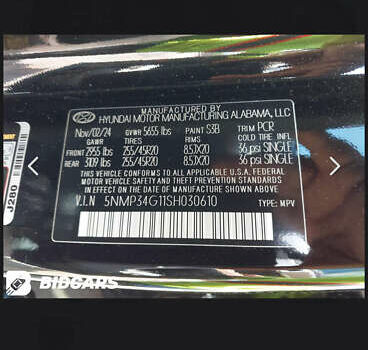 MANUFACTURED BY
HYUNDAI MOTOR MANUFACTURING ALABAMA, LLC
Nov/02/24 GVWR 5655 lbs PAINT S3B TRIM PCR
GAWR TIRES RIMS COLD TIRE INFL.
FRONT 2955 lbs 255/45R20 8.5JX20 36 psi SINGLE
REAR 3109 lbs 255/45R20 8.5JX20 36 psi SINGLE
THIS VEHICLE CONFORMS TO ALL APPLICABLE U.S.A FEDERAL
MOTOR VEHICLE SAFETY AND THEFT PREVENTION STANDARDS IN
EFFECT ON THE DATE OF MANUFACTURE SHOWN ABOVE.
V.I.N 5NMP34G11SH030610 TYPE: MPV
J280
BIDCARS